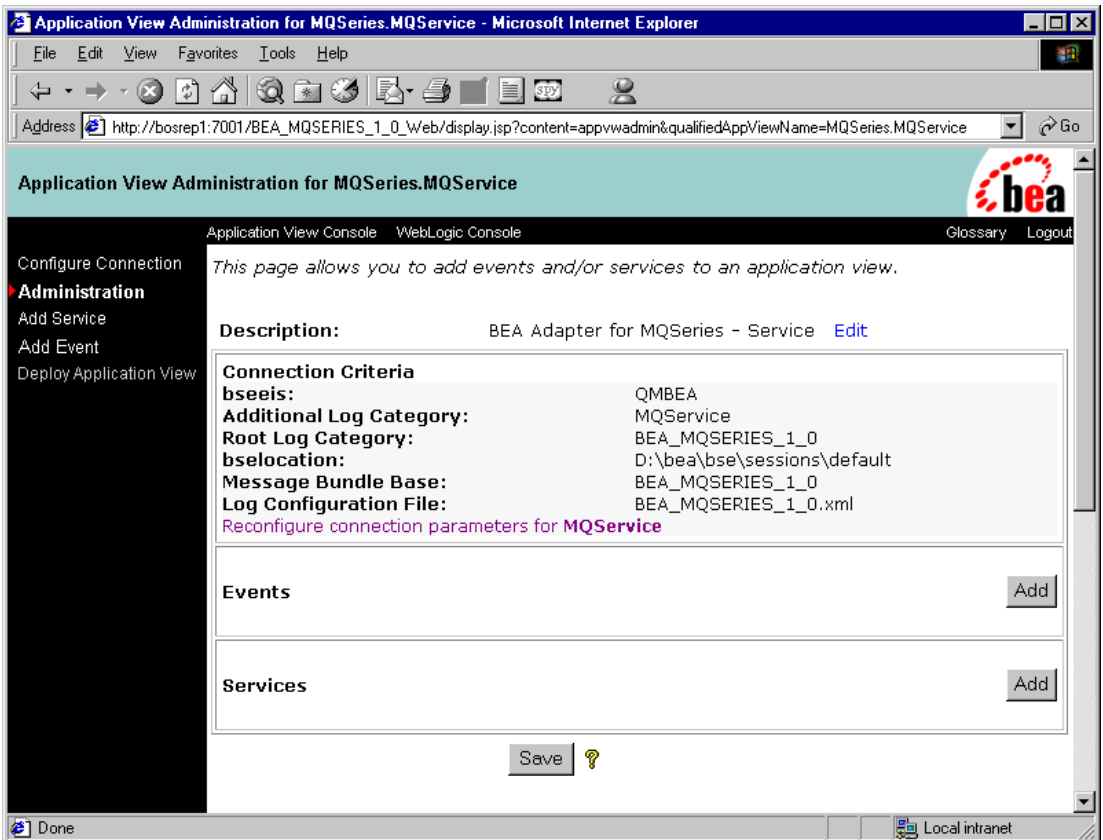 Application View Administration for MQSeries.MQService - Microsoft Internet Explorer
File Edit View Favorites Tools Help
SPY
Address http://bosrep1:7001/BEA_MQSERIES_1_0_Web/display.jsp?content=appvwadmin&qualifiedAppViewName=MQSeries.MQService Go
Application View Administration for MQSeries.MQService
bea
Application View Console WebLogic Console Glossary Logout
Configure Connection
Administration
Add Service
Add Event
Deploy Application View
This page allows you to add events and/or services to an application view.
Description: BEA Adapter for MQSeries - Service Edit
Connection Criteria
bseeis: QMBEA
Additional Log Category: MQService
Root Log Category: BEA_MQSERIES_1_0
bselocation: D:\bea\bse\sessions\default
Message Bundle Base: BEA_MQSERIES_1_0
Log Configuration File: BEA_MQSERIES_1_0.xml
Reconfigure connection parameters for MQService
Events Add
Services Add
Save ?
Done Local intranet